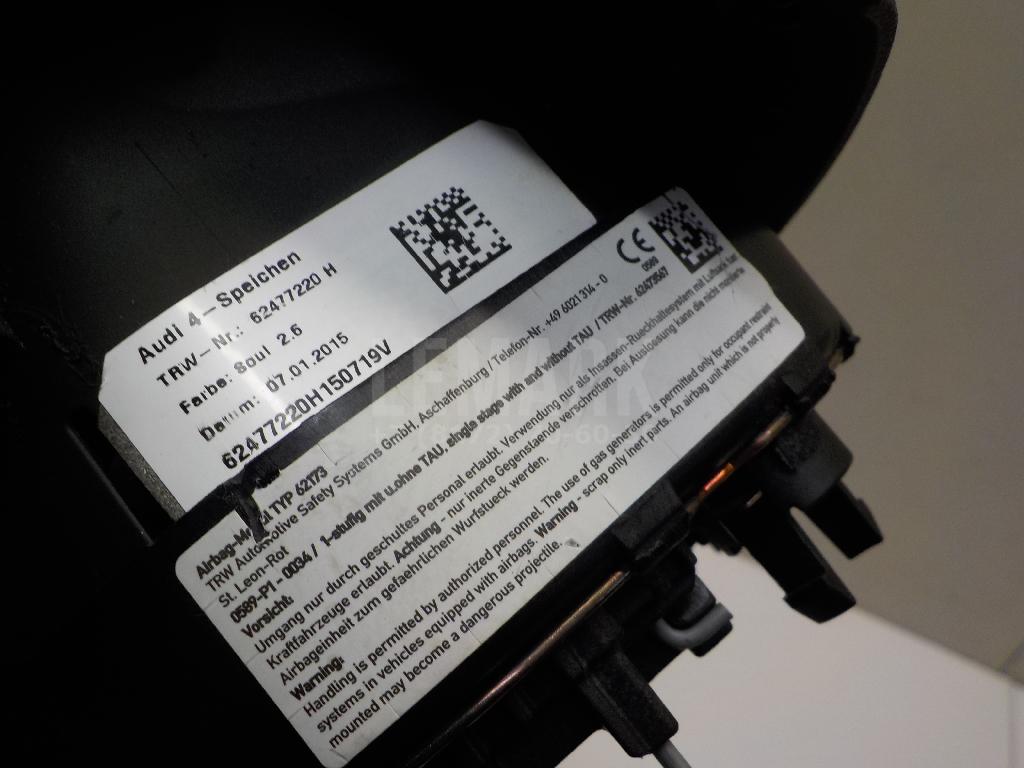 Audi 4-Speichen
TRW-Nr.: 62477220 H
Farbe: Soul 2.6
Datum: 07.01.2015
62477220H150719V
CE
0589
TYP 62173
TRW Automotive Safety Systems GmbH, Aschaffenburg / Telefon-Nr. +49 6021 314-0
St. Leon-Rot
0589-P1-0034 / 1-stufig mit u.ohne TAU, single stage with and without TAU / TRW-Nr. 62473567
Vorsicht:
Umgang nur durch geschultes Personal erlaubt. Verwendung nur als Insassen-Rueckhaltesystem mit Luftsack fuer
Kraftfahrzeuge erlaubt. Achtung - nur inerte Gegenstaende verschrotten. Bei Ausloesung kann die nicht montierte
Airbageinheit zum gefaehrlichen Wurfstueck werden.
Warning.
Handling is permitted by authorized personnel. The use of gas generators is permitted only for occupant restraint
systems in vehicles equipped with airbags. Warning - scrap only inert parts. An airbag unit which is not properly
mounted may become a dangerous projectile.
LEMARK